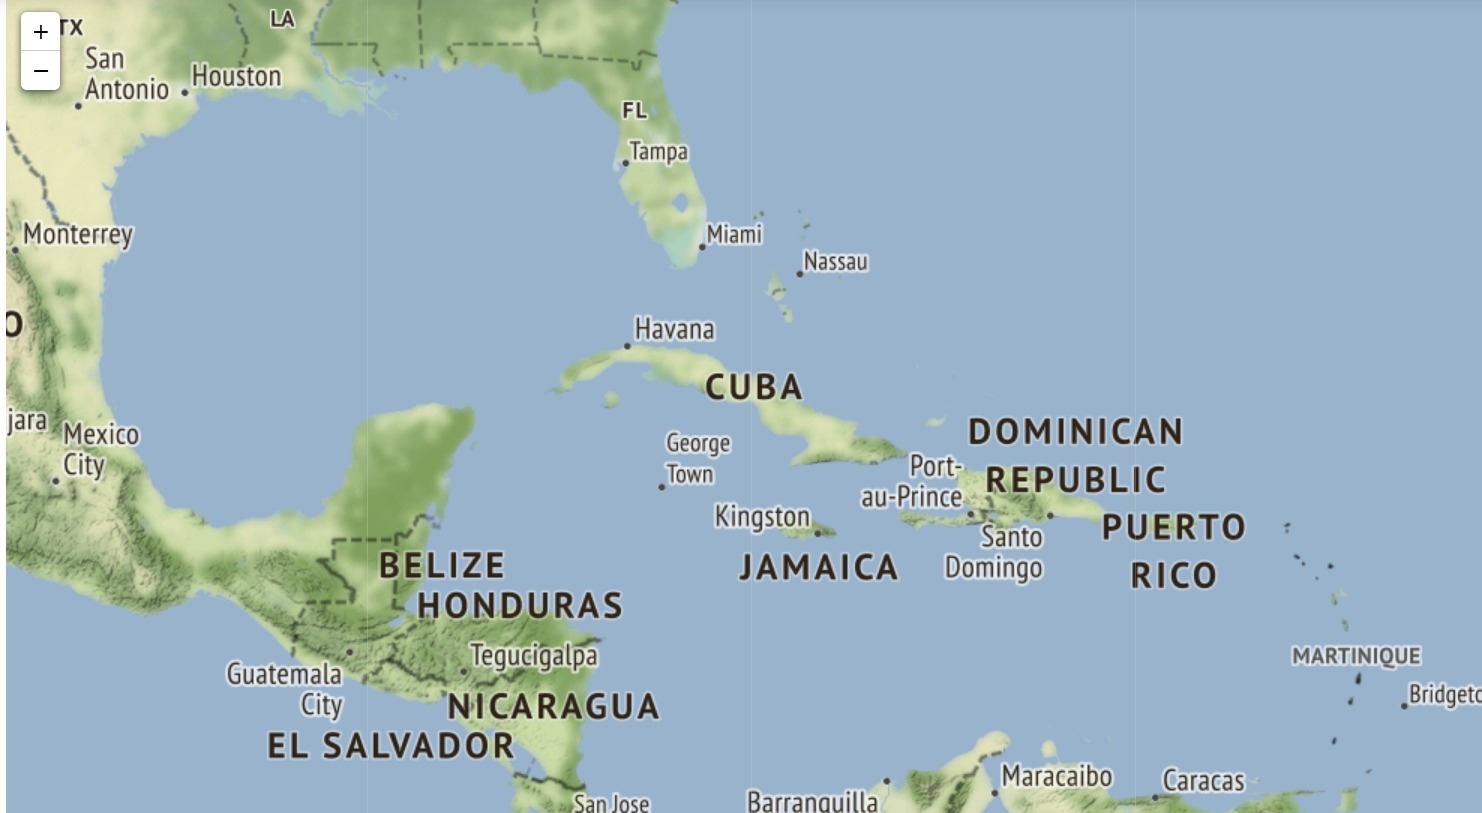 +
−
TX
LA
San
Antonio
Houston
FL
Tampa
Monterrey
Miami
Nassau
O
Havana
CUBA
jara
Mexico
City
George
Town
DOMINICAN
REPUBLIC
Port-
au-Prince
Kingston
Santo
Domingo
PUERTO
RICO
JAMAICA
BELIZE
HONDURAS
Tegucigalpa
Guatemala
City
NICARAGUA
EL SALVADOR
MARTINIQUE
Bridgeto
San Jose
Barranquilla
Maracaibo
Caracas